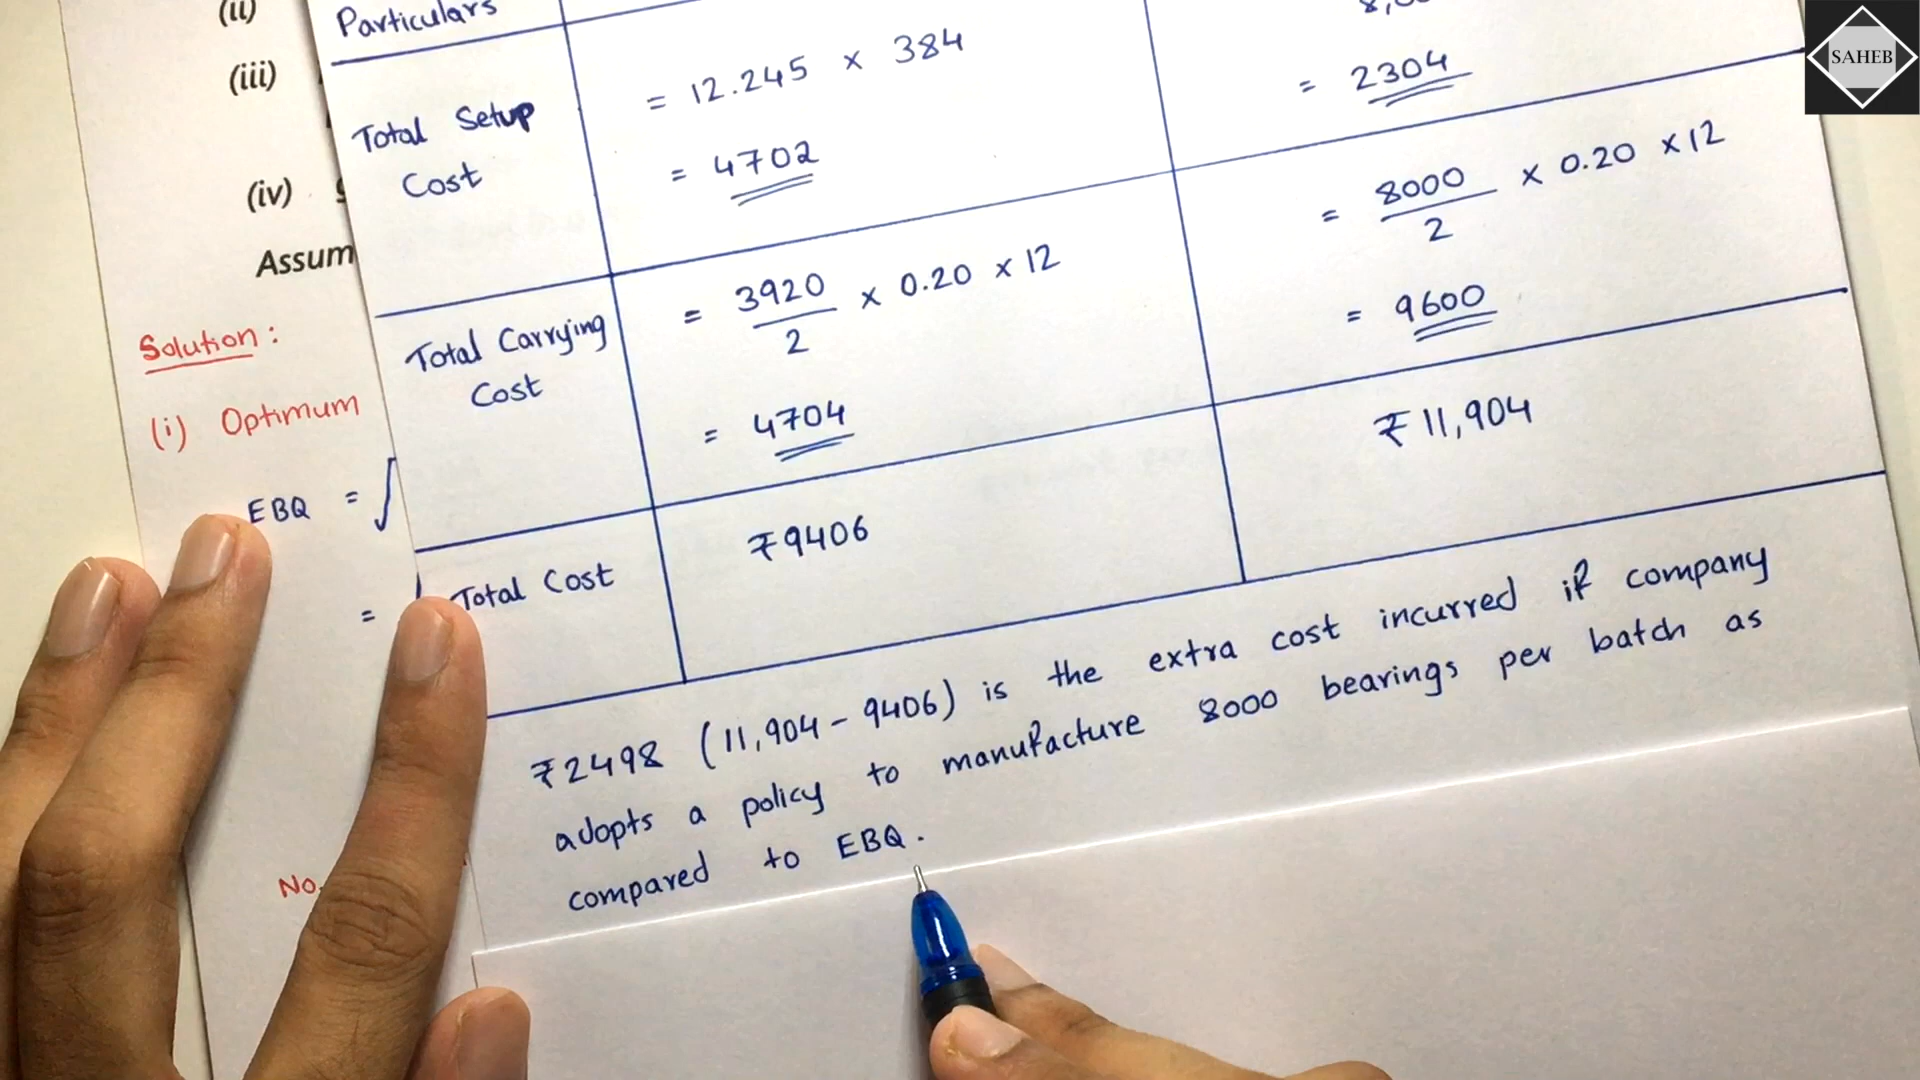 (ii)
(iii)
(iv)
Assum
Solution :
(i) Optimum
EBQ = √
=
No.
Particulars
Total Setup Cost
= 12.245 x 384
= 4702
= 2304
Total Carrying Cost
= 3920/2 x 0.20 x 12
= 4704
= 8000/2 x 0.20 x 12
= 9600
Total Cost
₹9406
₹11,904
₹2498 (11,904 - 9406) is the extra cost incurred if company
adopts a policy to manufacture 8000 bearings per batch as
compared to EBQ.
SAHEB